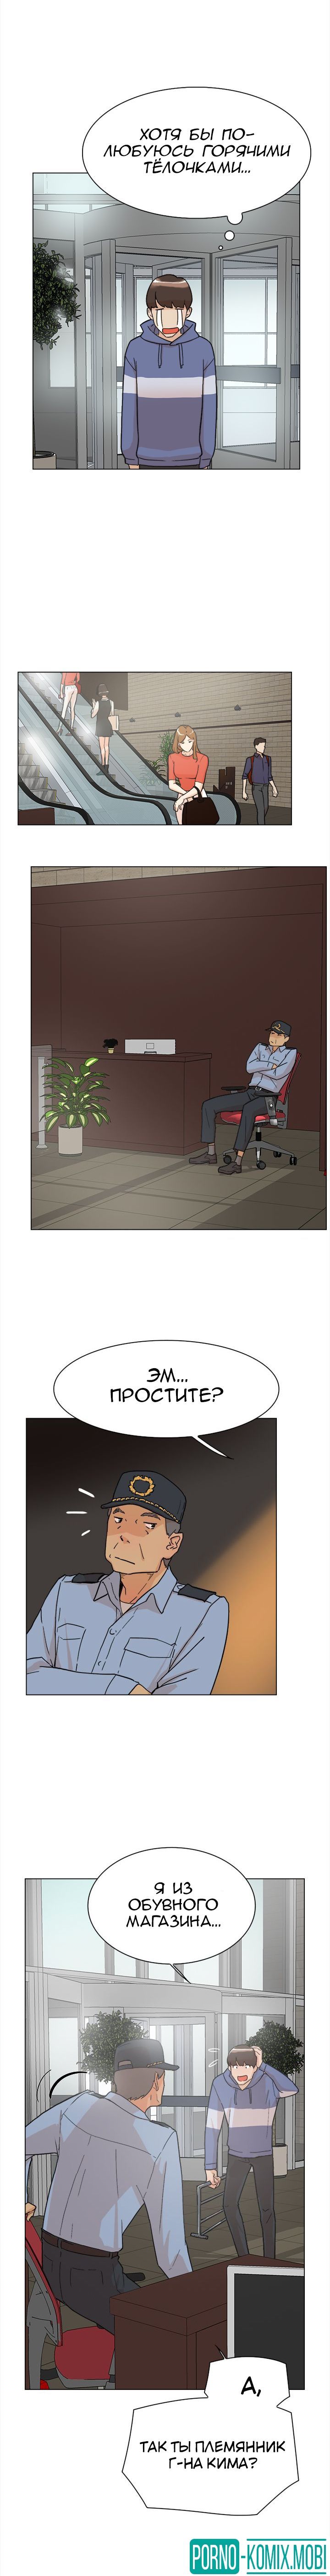 ХОТЯ БЫ ПО-
ЛЮБУЮСЬ ГОРЯЧИМИ
ТЁЛОЧКАМИ...
ЭМ...
ПРОСТИТЕ?
Я ИЗ
ОБУВНОГО
МАГАЗИНА...
А,
ТАК ТЫ ПЛЕМЯННИК
Г-НА КИМА?
PORNO-KOMIX.MOBI